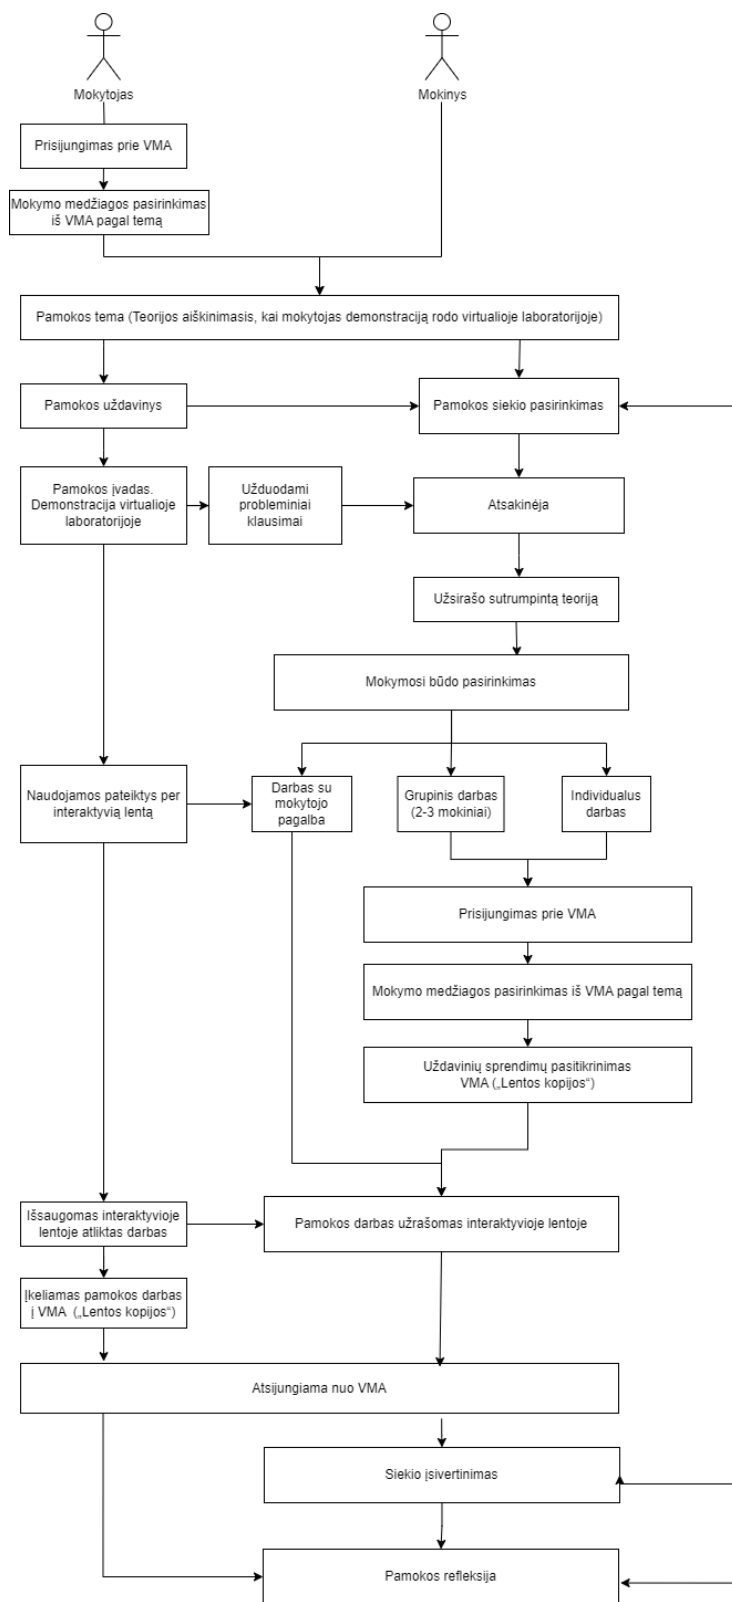 Mokytojas
Mokinys
Prisijungimas prie VMA
Mokymo medžiagos pasirinkimas
iš VMA pagal temą
Pamokos tema (Teorijos aiškinimasis, kai mokytojas demonstraciją rodo virtualioje laboratorijoje)
Pamokos uždavinys
Pamokos siekio pasirinkimas
Pamokos įvadas.
Demonstracija virtualioje
laboratorijoje
Užduodami
probleminiai
klausimai
Atsakinėja
Užsirašo sutrumpintą teoriją
Mokymosi būdo pasirinkimas
Naudojamos pateiktys per
interaktyvią lentą
Darbas su
mokytojo
pagalba
Grupinis darbas
(2-3 mokiniai)
Individualus
darbas
Prisijungimas prie VMA
Mokymo medžiagos pasirinkimas iš VMA pagal temą
Uždavinių sprendimų pasitikrinimas
VMA („Lentos kopijos“)
Išsaugomas interaktyvioje
lentoje atliktas darbas
Pamokos darbas užrašomas interaktyvioje lentoje
Įkeliamas pamokos darbas
į VMA („Lentos kopijos“)
Atsijungiama nuo VMA
Siekio įsivertinimas
Pamokos refleksija